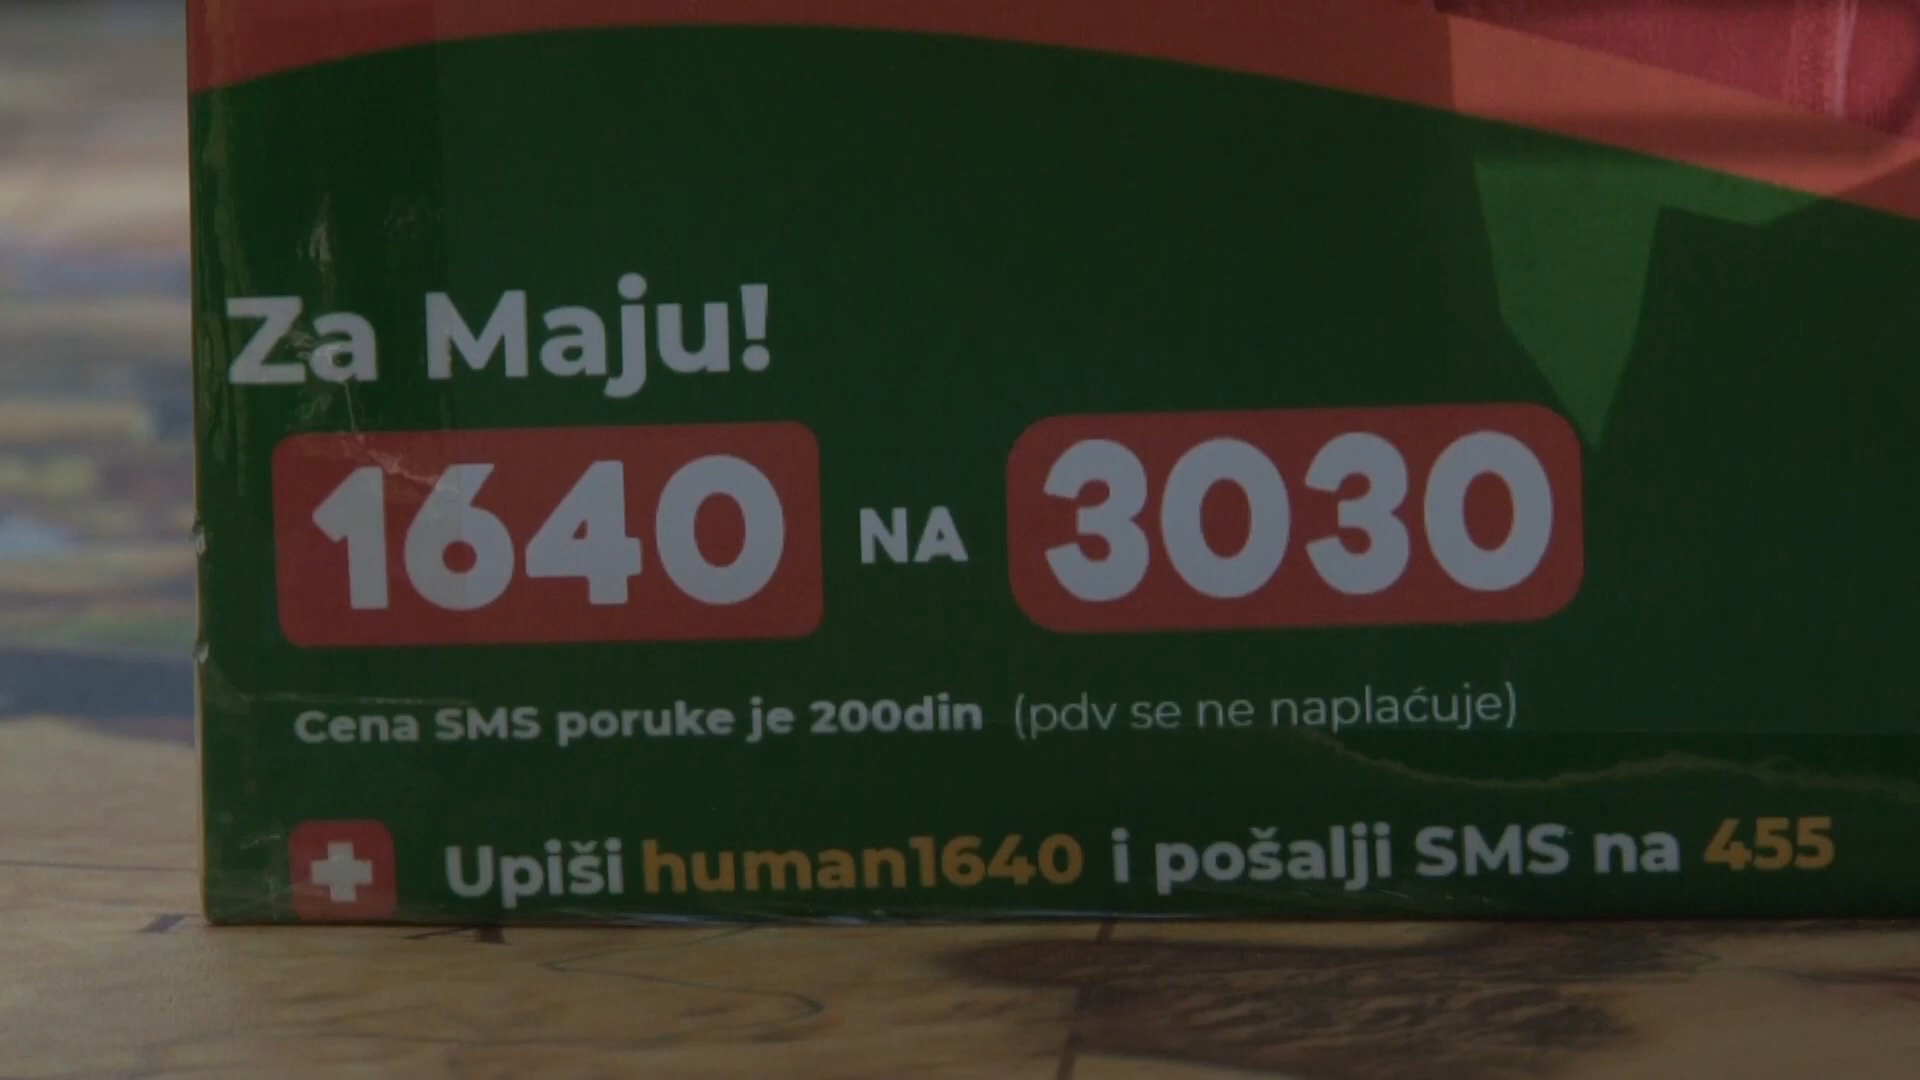 Za Maju!
1640 NA 3030
Cena SMS poruke je 200din (pdv se ne naplaćuje)
Upiši human1640 i pošalji SMS na 455